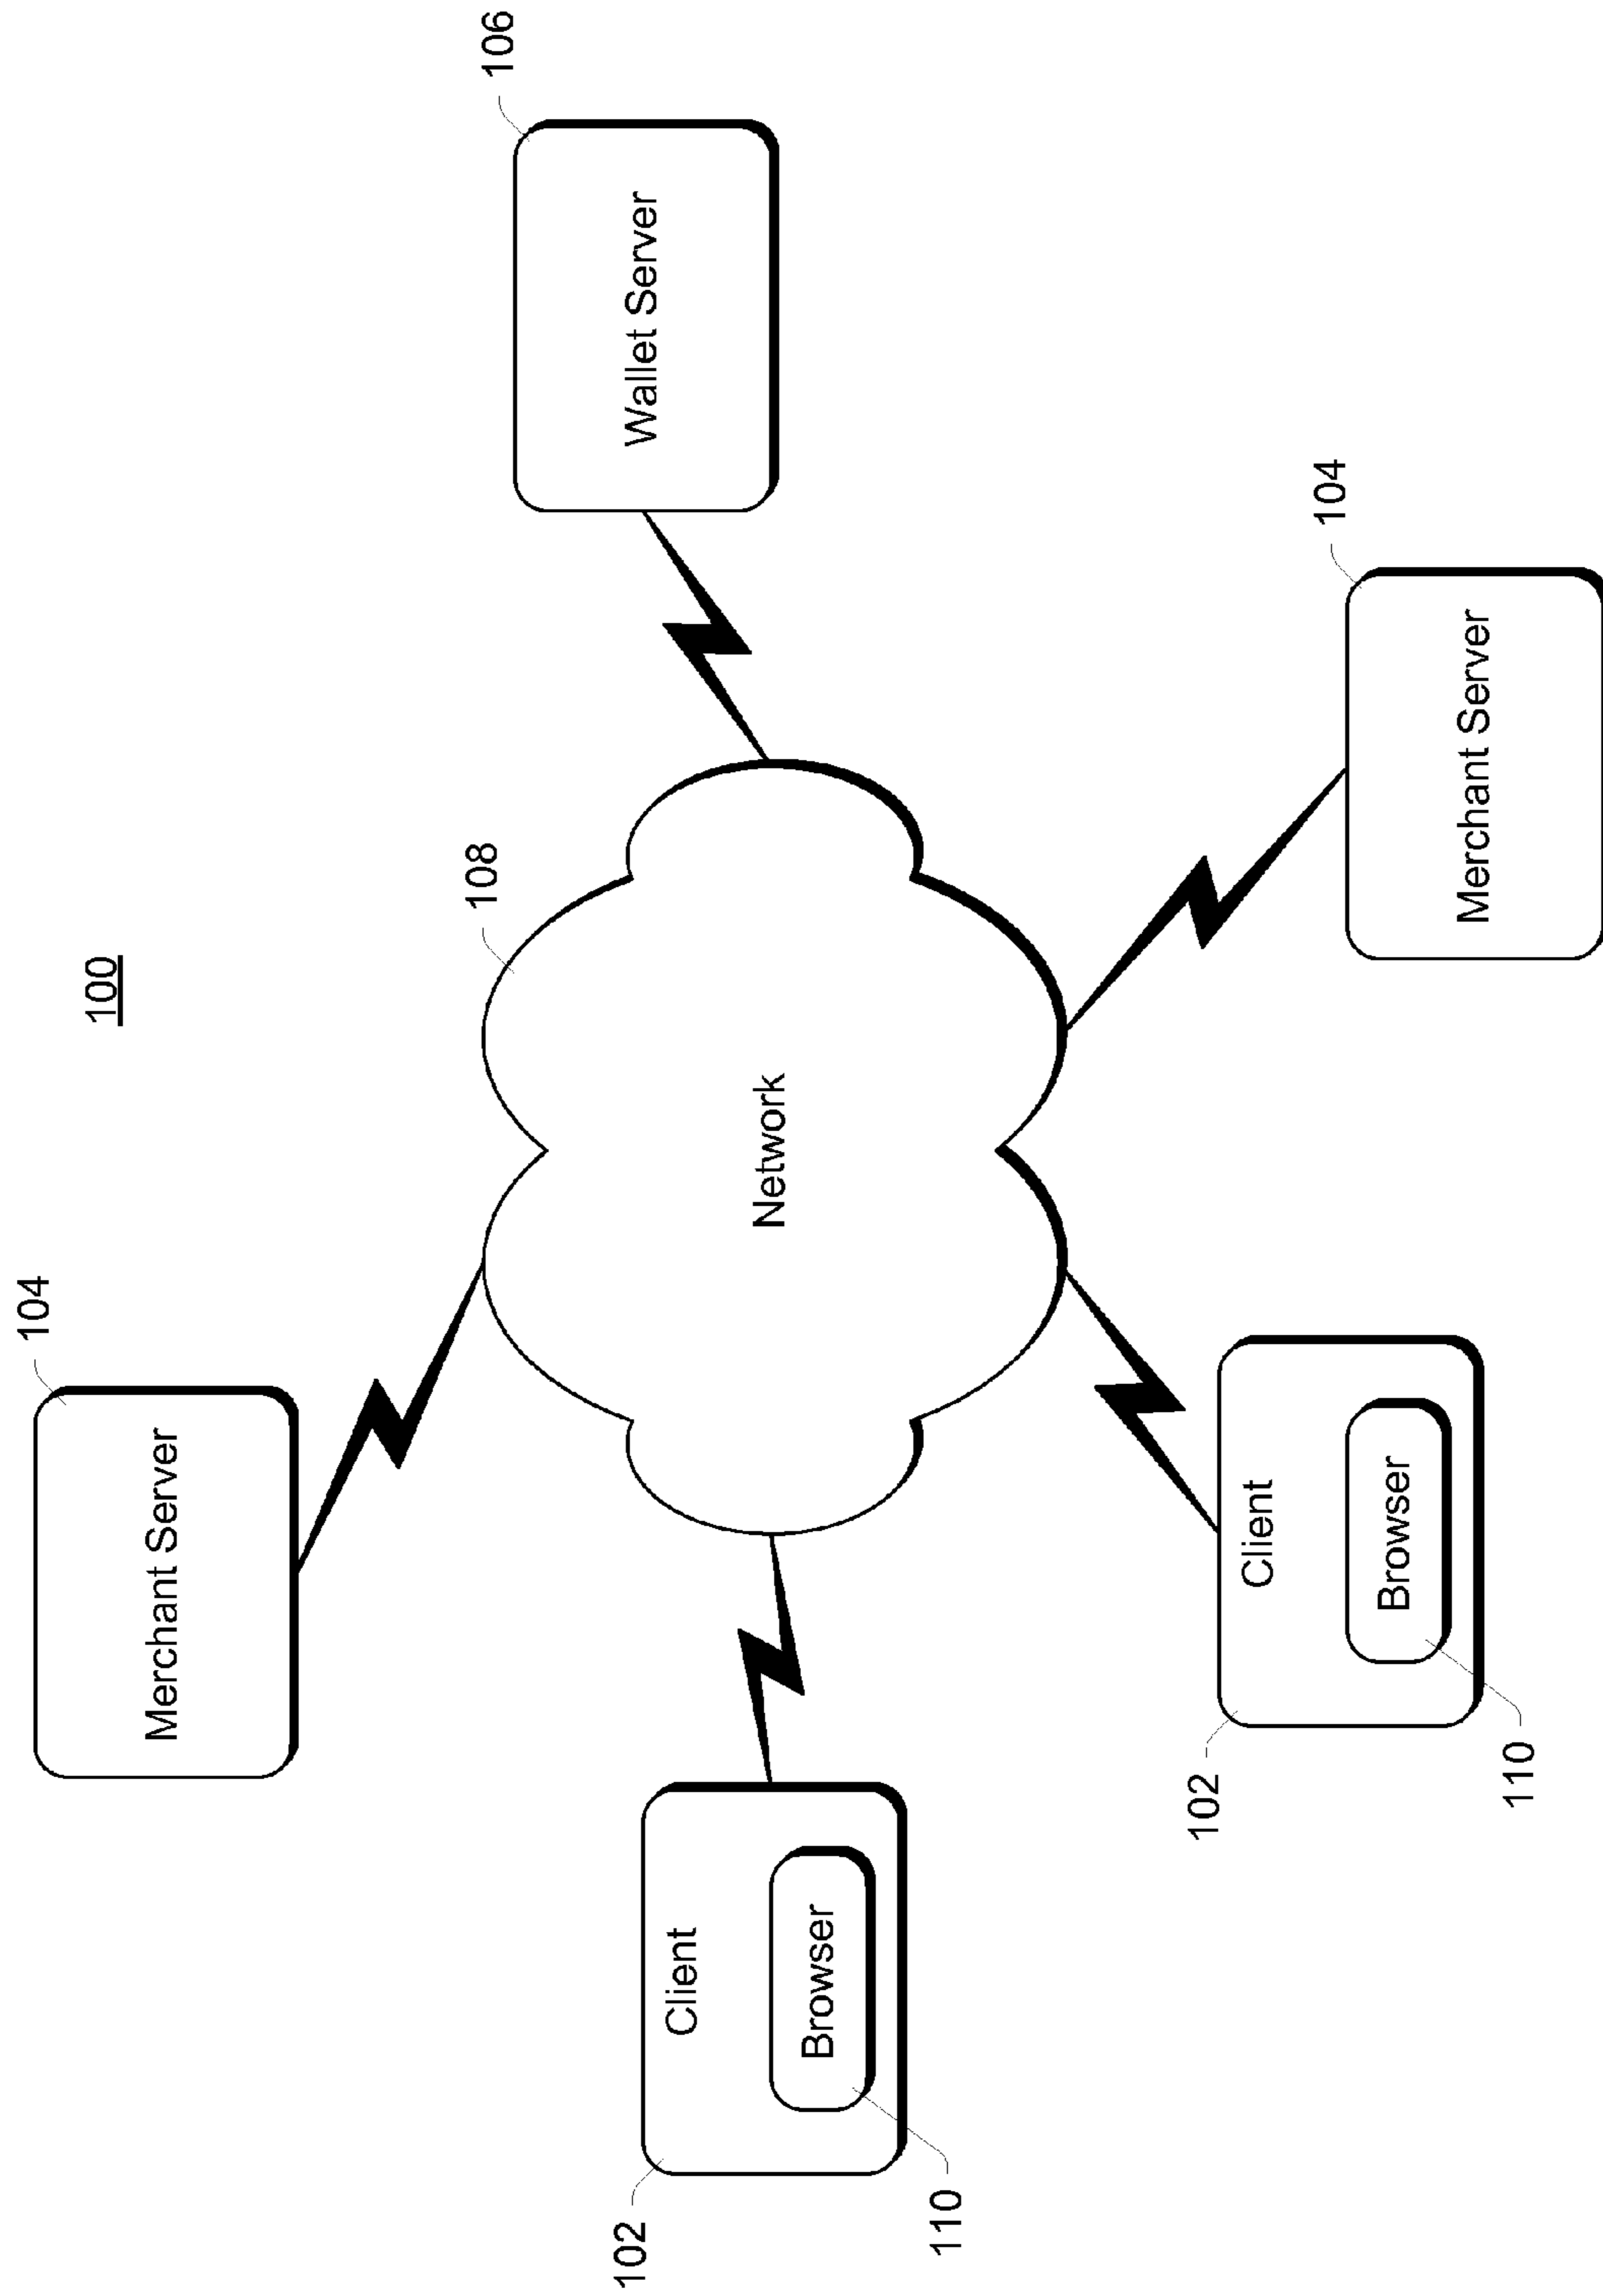 100
104
Merchant Server
108
106
Wallet Server
Network
102
Client
Browser
110
102
Client
Browser
110
104
Merchant Server